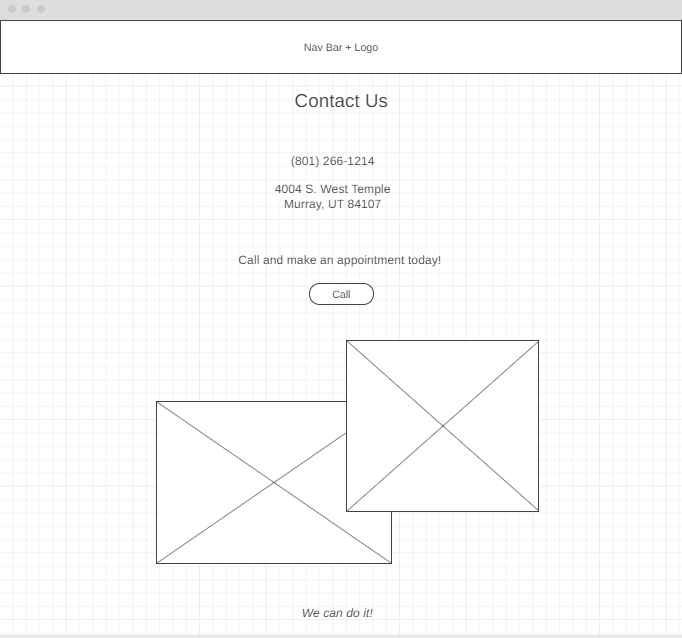 Nav Bar + Logo
Contact Us
(801) 266-1214
4004 S. West Temple
Murray, UT 84107
Call and make an appointment today!
Call
We can do it!